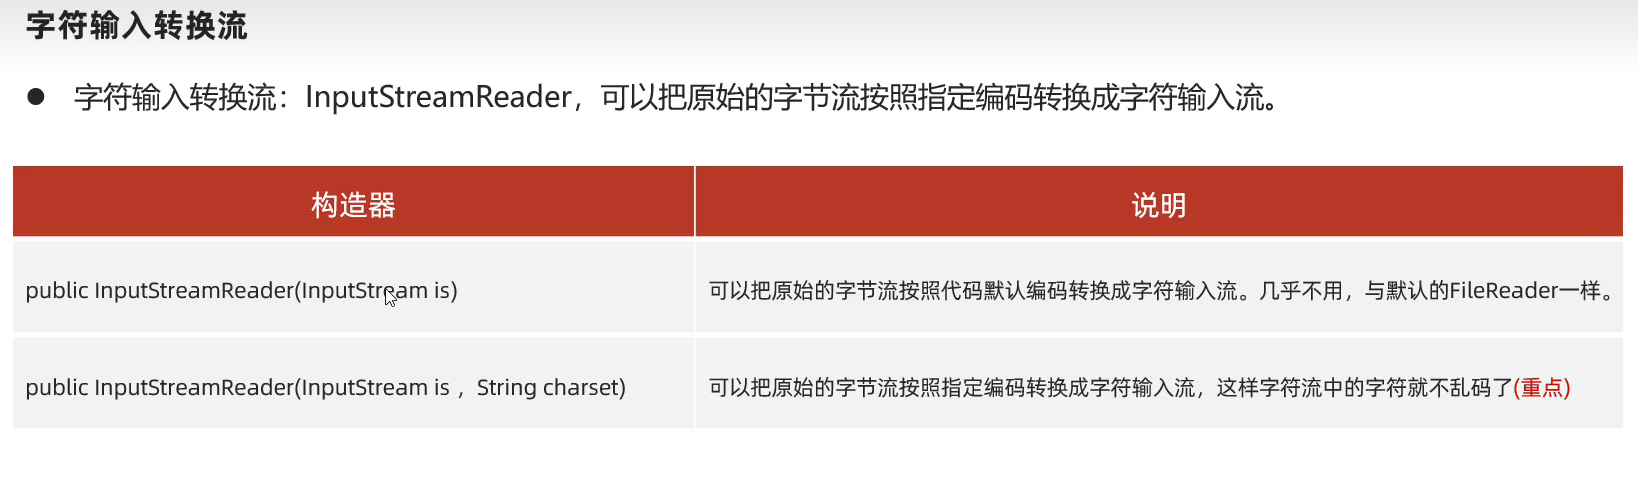 字符输入转换流
● 字符输入转换流：InputStreamReader，可以把原始的字节流按照指定编码转换成字符输入流。
构造器
说明
public InputStreamReader(InputStream is)
可以把原始的字节流按照代码默认编码转换成字符输入流。几乎不用，与默认的FileReader一样。
public InputStreamReader(InputStream is ，String charset)
可以把原始的字节流按照指定编码转换成字符输入流，这样字符流中的字符就不乱码了(重点)